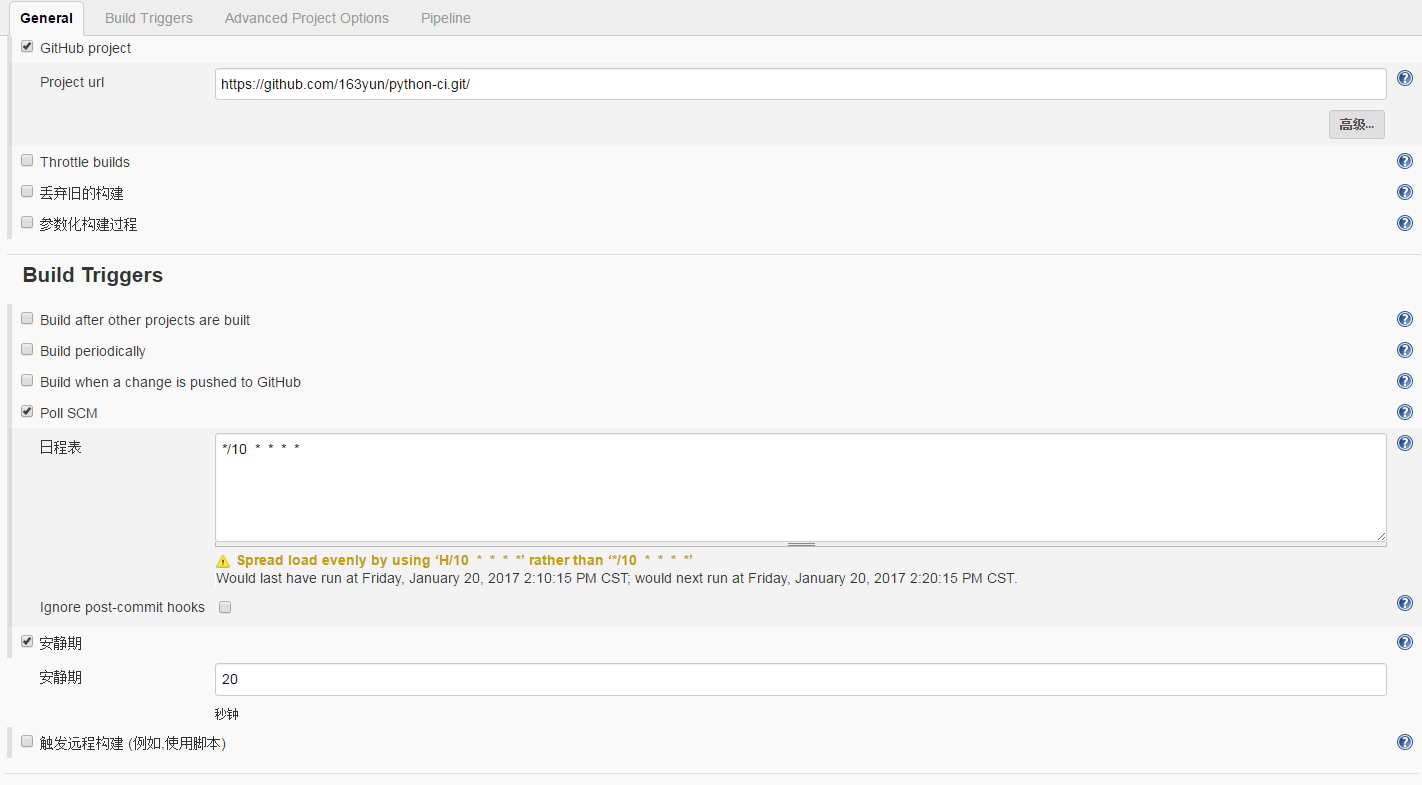 General Build Triggers Advanced Project Options Pipeline
GitHub project
Project url https://github.com/163yun/python-ci.git/
高级...
Throttle builds
丢弃旧的构建
参数化构建过程
Build Triggers
Build after other projects are built
Build periodically
Build when a change is pushed to GitHub
Poll SCM
日程表 */10 * * * *
Spread load evenly by using ‘H/10 * * * *’ rather than ‘*/10 * * * *’
Would last have run at Friday, January 20, 2017 2:10:15 PM CST; would next run at Friday, January 20, 2017 2:20:15 PM CST.
Ignore post-commit hooks
安静期
安静期 20
秒钟
触发远程构建 (例如,使用脚本)